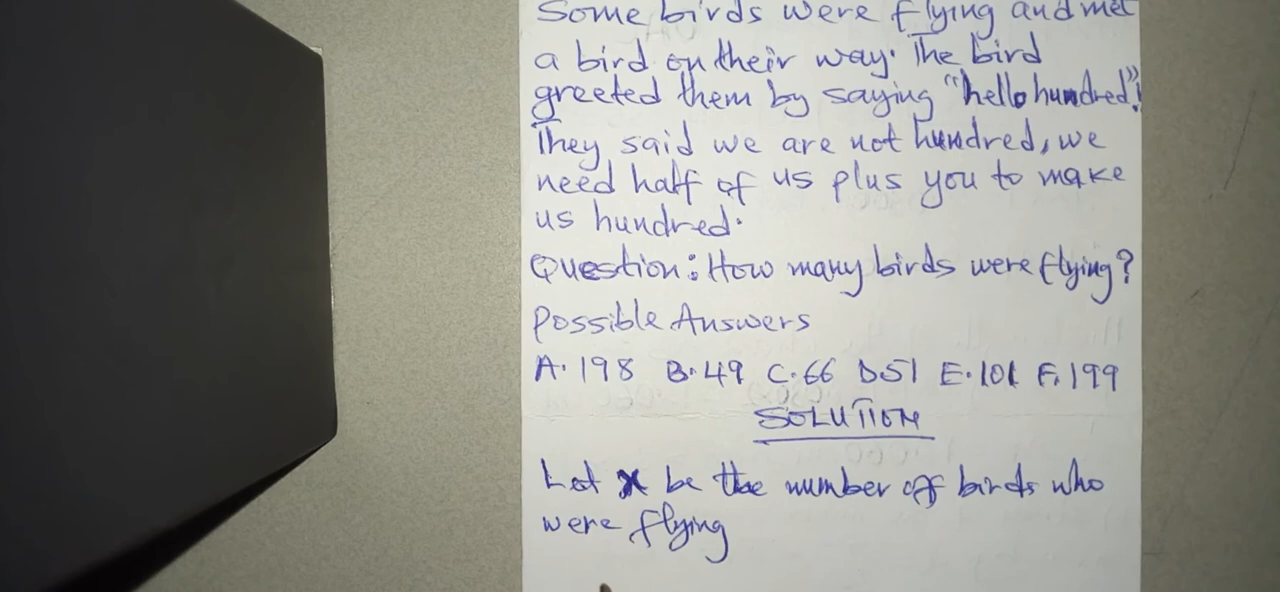 Some birds were flying and met
a bird on their way. The bird
greeted them by saying "hello hundred"!
They said we are not hundred, we
need half of us plus you to make
us hundred.
Question: How many birds were flying?
Possible Answers
A. 198 B. 49 C. 66 D. 51 E. 101 F. 199
SOLUTION
Let x be the number of birds who
were flying